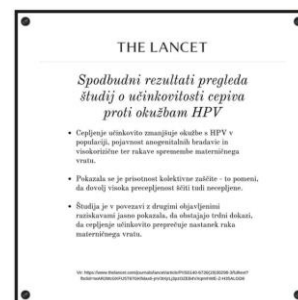 THE LANCET
Spodbudni rezultati pregleda
študij o učinkovitosti cepiva
proti okužbam HPV
• Cepljenje učinkovito zmanjšuje okužbe s HPV v
populaciji, pojavnost anogenitalnih bradavic in
visokorizične ter rakave spremembe materničnega
vratu.
• Pokazala se je prisotnost kolektivne zaščite - to pomeni,
da dovolj visoka precepljenost ščiti tudi necepljene.
• Študija je v povezavi z drugimi objavljenimi
raziskavami jasno pokazala, da obstajajo trdni dokazi,
da cepljenje učinkovito preprečuje nastanek raka
materničnega vratu.
Vir: